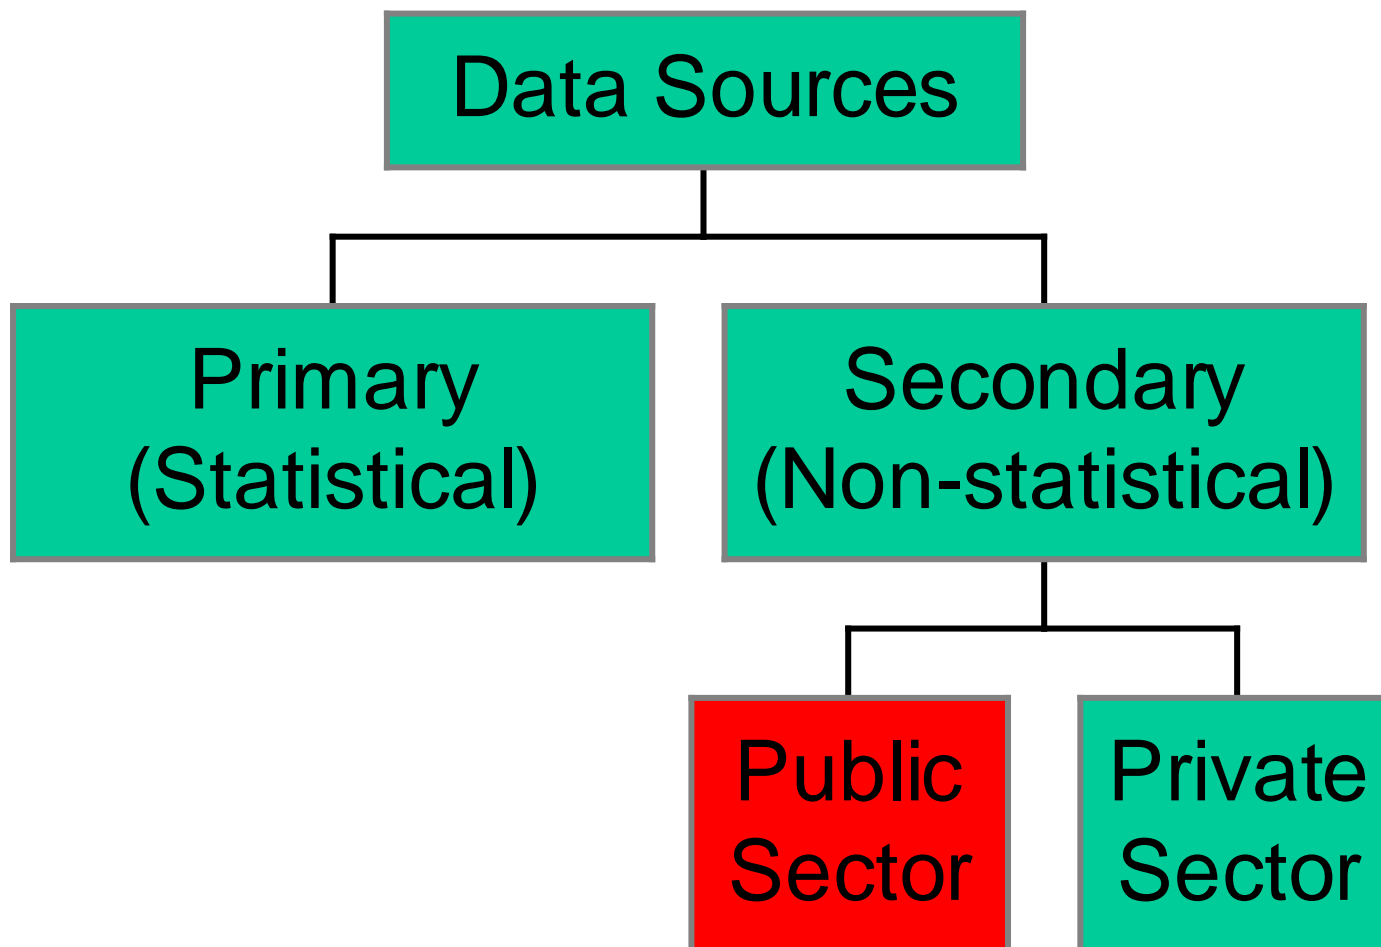 Data Sources
Primary
(Statistical)
Secondary
(Non-statistical)
Public
Sector
Private
Sector